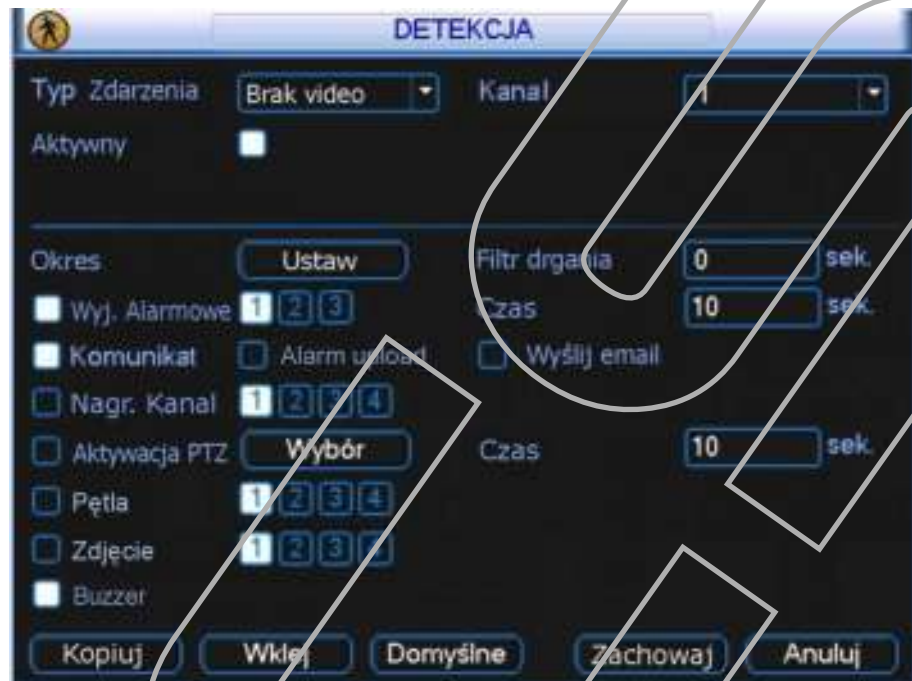 DETEKCJA
Typ Zdarzenia Brak video Kanał 1
Aktywny
Okres Ustaw Filtr drgania 0 sek.
Wyj. Alarmowe 1 2 3 Czas 10 sek.
Komunikat Alarm upload Wyślij email
Nagr. Kanał 1 2 3 4
Aktywacja PTZ Wybór Czas 10 sek.
Pętla 1 2 3 4
Zdjęcie 1 2 3 4
Buzzer
Kopiuj Wklej Domyślne Zachowaj Anuluj